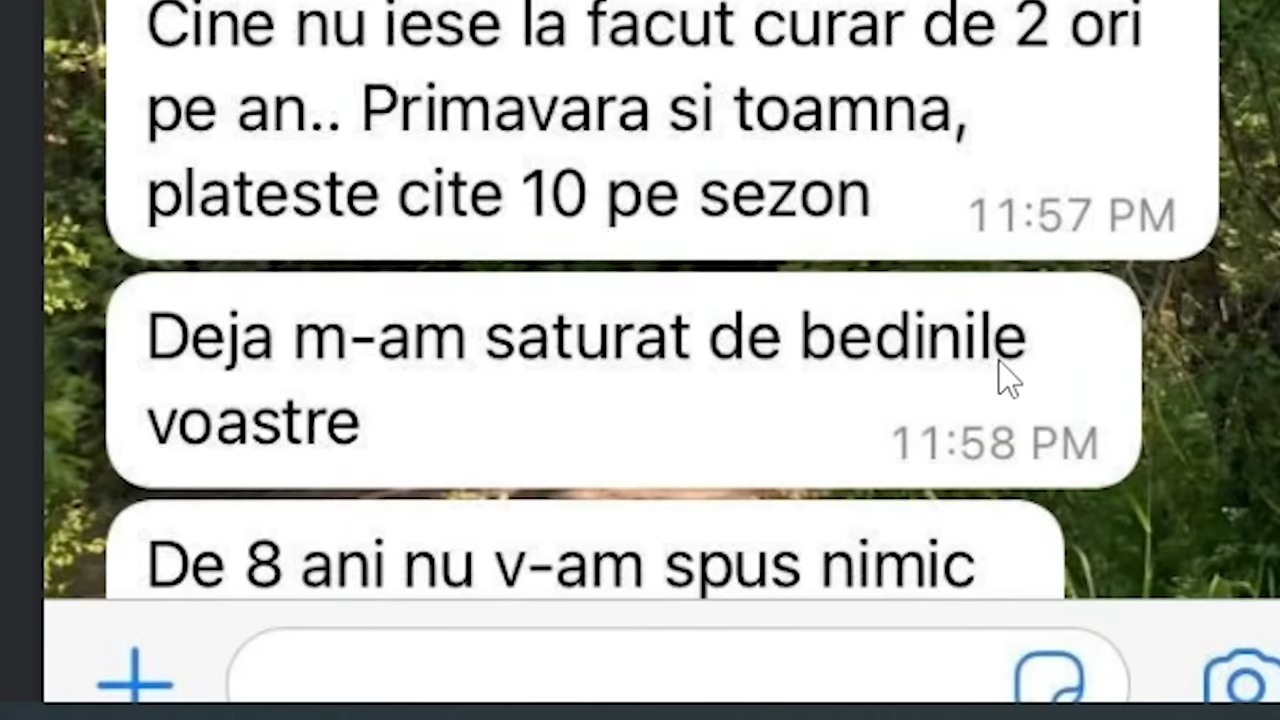 Cine nu iese la facut curar de 2 ori
pe an.. Primavara si toamna,
plateste cite 10 pe sezon
11:57 PM
Deja m-am saturat de bedinile
voastre
11:58 PM
De 8 ani nu v-am spus nimic